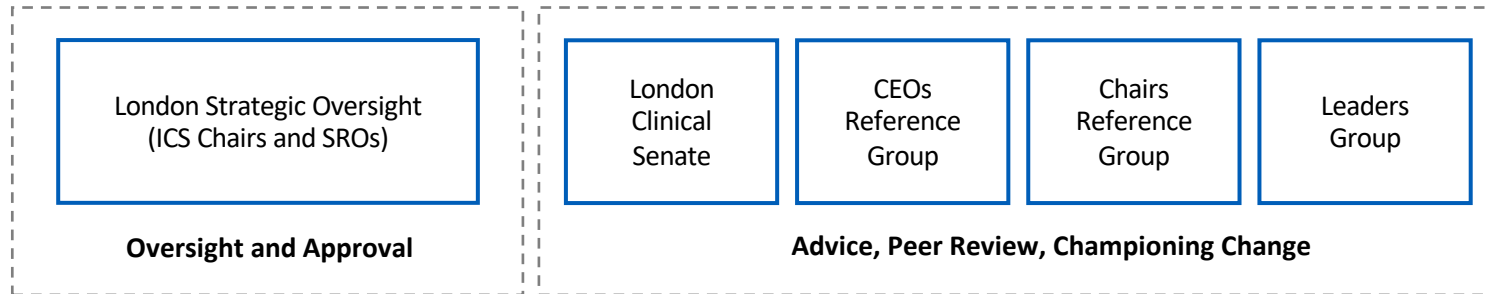 London Strategic Oversight
(ICS Chairs and SROs)
Oversight and Approval
London
Clinical
Senate
CEOs
Reference
Group
Chairs
Reference
Group
Leaders
Group
Advice, Peer Review, Championing Change